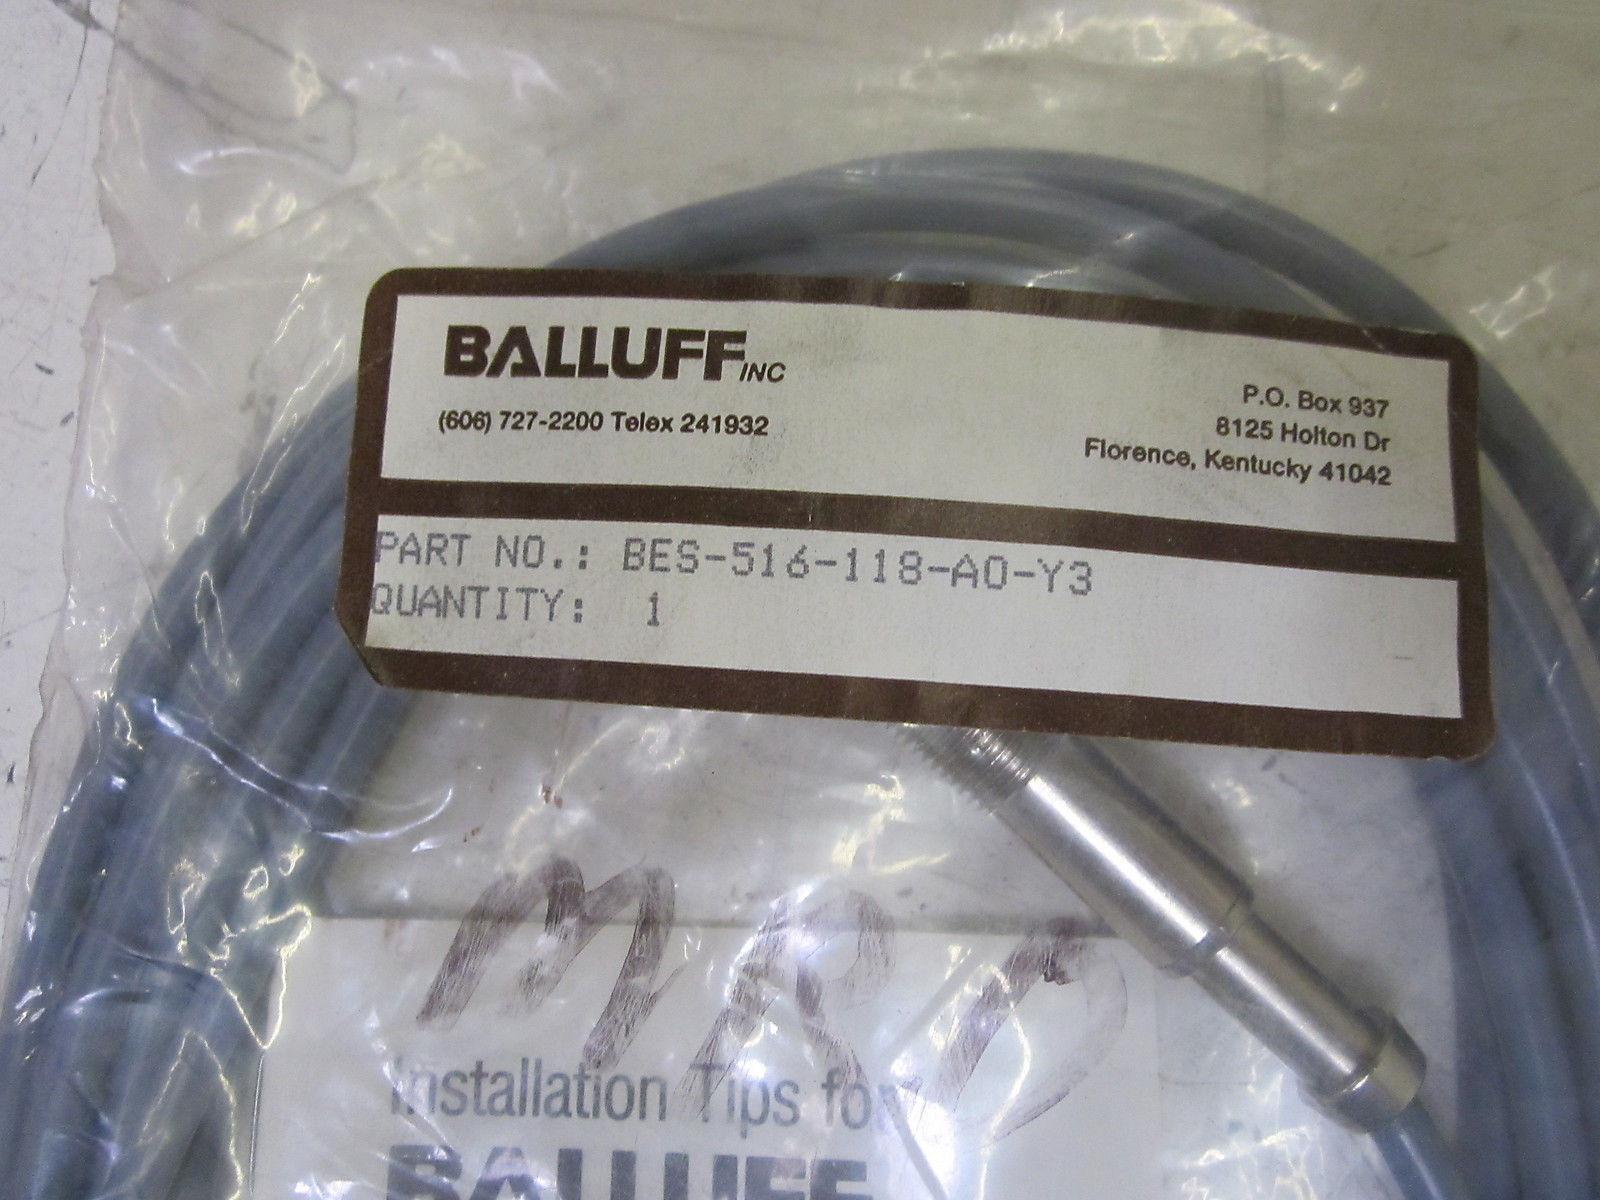 BALLUFF INC
(606) 727-2200 Telex 241932
P.O. Box 937
8125 Holton Dr
Florence, Kentucky 41042
PART NO.: BES-516-118-A0-Y3
QUANTITY: 1
Installation Tips for
BALLUFF